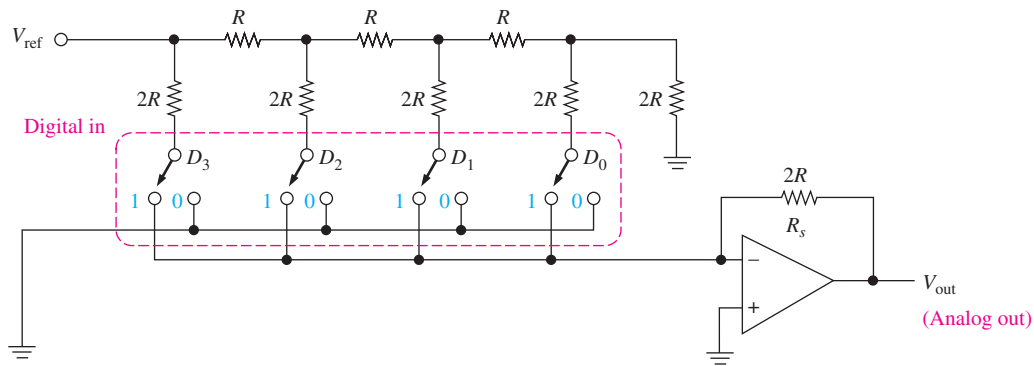 R R R
V_ref
2R 2R 2R 2R 2R
Digital in
D_3 D_2 D_1 D_0
1 0 1 0 1 0 1 0
2R
R_s
−
+
V_out
(Analog out)